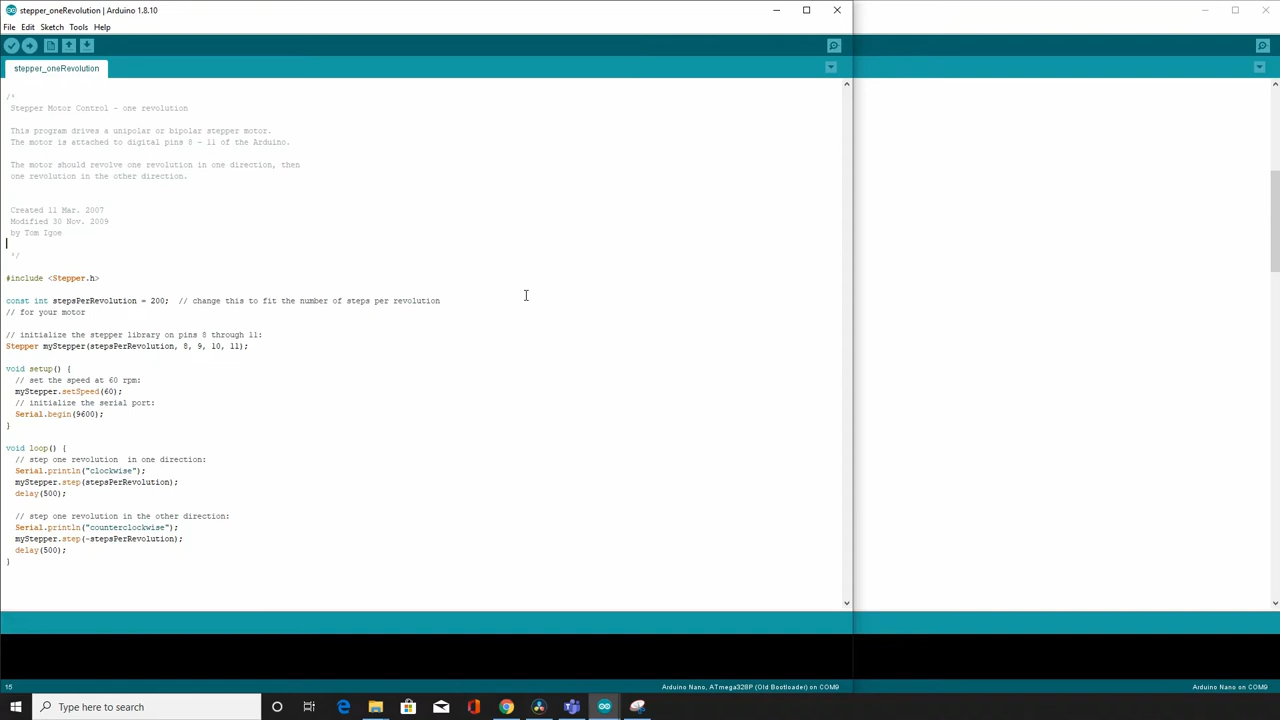 stepper_oneRevolution | Arduino 1.8.10
File Edit Sketch Tools Help
stepper_oneRevolution
/*
Stepper Motor Control - one revolution
This program drives a unipolar or bipolar stepper motor.
The motor is attached to digital pins 8 - 11 of the Arduino.
The motor should revolve one revolution in one direction, then
one revolution in the other direction.
Created 11 Mar. 2007
Modified 30 Nov. 2009
by Tom Igoe
*/
#include <Stepper.h>
const int stepsPerRevolution = 200;  // change this to fit the number of steps per revolution
// for your motor
// initialize the stepper library on pins 8 through 11:
Stepper myStepper(stepsPerRevolution, 8, 9, 10, 11);
void setup() {
// set the speed at 60 rpm:
myStepper.setSpeed(60);
// initialize the serial port:
Serial.begin(9600);
}
void loop() {
// step one revolution  in one direction:
Serial.println("clockwise");
myStepper.step(stepsPerRevolution);
delay(500);
// step one revolution in the other direction:
Serial.println("counterclockwise");
myStepper.step(-stepsPerRevolution);
delay(500);
}
15
Arduino Nano, ATmega328P (Old Bootloader) on COM9
Arduino Nano on COM9
Type here to search